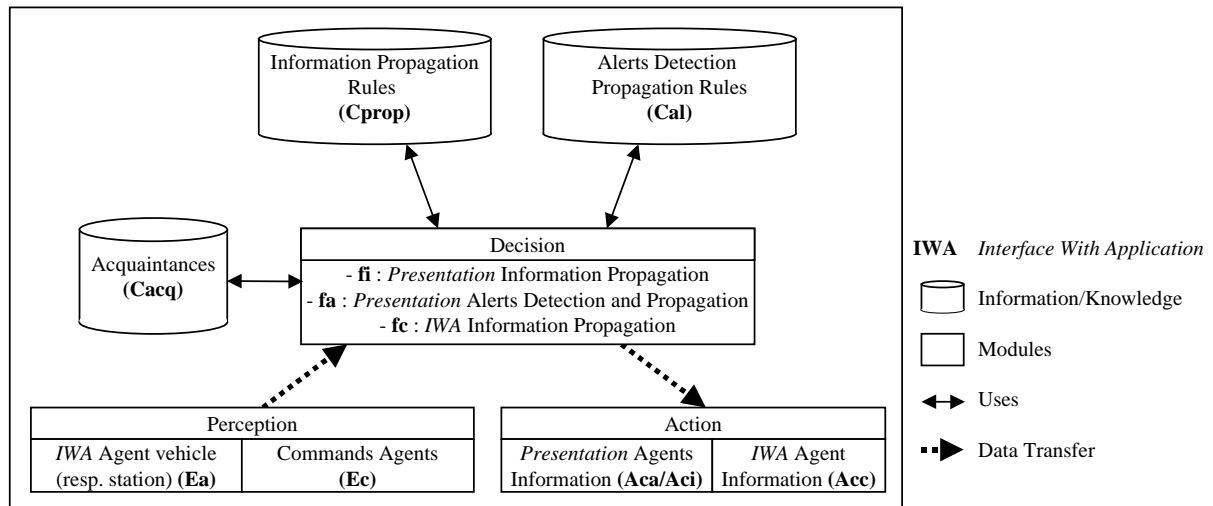 Information Propagation
Rules
(Cprop)
Alerts Detection
Propagation Rules
(Cal)
Acquaintances
(Cacq)
Decision
- fi : Presentation Information Propagation
- fa : Presentation Alerts Detection and Propagation
- fc : IWA Information Propagation
Perception
IWA Agent vehicle
(resp. station) (Ea)
Commands Agents
(Ec)
Action
Presentation Agents
Information (Aca/Aci)
IWA Agent
Information (Acc)
IWA Interface With Application
Information/Knowledge
Modules
Uses
Data Transfer